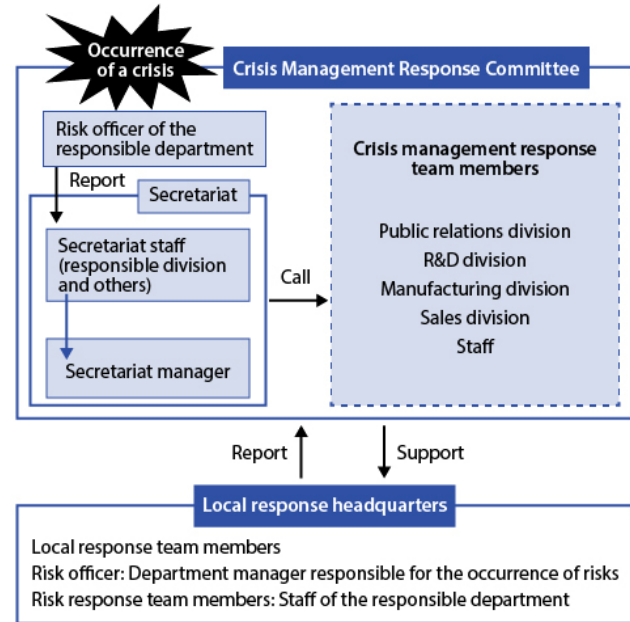 Occurrence
of a crisis
Crisis Management Response Committee
Risk officer of the
responsible department
Report
Secretariat
Secretariat staff
(responsible division
and others)
Secretariat manager
Call
Crisis management response
team members
Public relations division
R&D division
Manufacturing division
Sales division
Staff
Report
Support
Local response headquarters
Local response team members
Risk officer: Department manager responsible for the occurrence of risks
Risk response team members: Staff of the responsible department